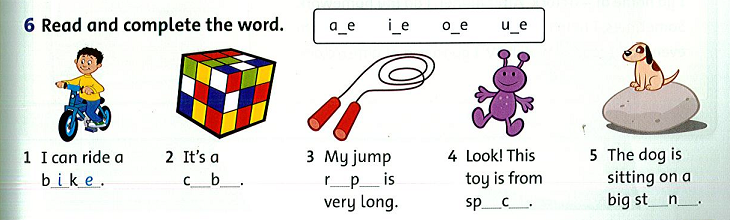 6 Read and complete the word.
a_e i_e o_e u_e
1 I can ride a
b_i_k_e_.
2 It's a
c__b__.
3 My jump
r__p__ is
very long.
4 Look! This
toy is from
sp__c__.
5 The dog is
sitting on a
big st__n__.